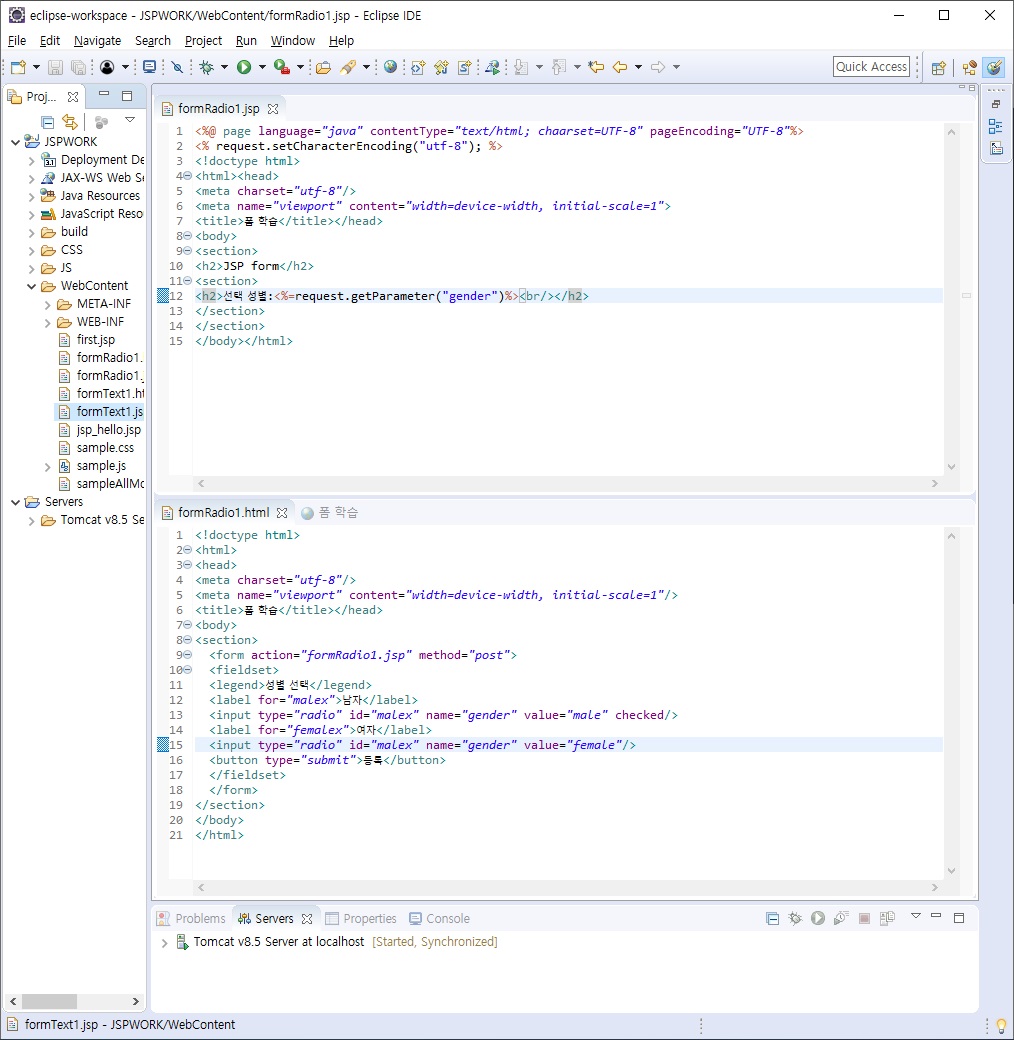 eclipse-workspace - JSPWORK/WebContent/formRadio1.jsp - Eclipse IDE
File Edit Navigate Search Project Run Window Help
Quick Access
Proj...
JSPWORK
Deployment De
JAX-WS Web S
Java Resources
JavaScript Reso
build
CSS
JS
WebContent
META-INF
WEB-INF
first.jsp
formRadio1.
formRadio1.
formText1.ht
formText1.js
jsp_hello.jsp
sample.css
sample.js
sampleAllMo
Servers
Tomcat v8.5 Se
formRadio1.jsp
1 <%@ page language="java" contentType="text/html; chaarset=UTF-8" pageEncoding="UTF-8"%>
2 <% request.setCharacterEncoding("utf-8"); %>
3 <!doctype html>
4 <html><head>
5 <meta charset="utf-8"/>
6 <meta name="viewport" content="width=device-width, initial-scale=1">
7 <title>폼 학습</title></head>
8 <body>
9 <section>
10 <h2>JSP form</h2>
11 <section>
12 <h2>선택 성별:<%=request.getParameter("gender")%><br/></h2>
13 </section>
14 </section>
15 </body></html>
formRadio1.html 폼 학습
1 <!doctype html>
2 <html>
3 <head>
4 <meta charset="utf-8"/>
5 <meta name="viewport" content="width=device-width, initial-scale=1"/>
6 <title>폼 학습</title></head>
7 <body>
8 <section>
9 <form action="formRadio1.jsp" method="post">
10 <fieldset>
11 <legend>성별 선택</legend>
12 <label for="malex">남자</label>
13 <input type="radio" id="malex" name="gender" value="male" checked/>
14 <label for="femalex">여자</label>
15 <input type="radio" id="malex" name="gender" value="female"/>
16 <button type="submit">등록</button>
17 </fieldset>
18 </form>
19 </section>
20 </body>
21 </html>
Problems Servers Properties Console
Tomcat v8.5 Server at localhost [Started, Synchronized]
formText1.jsp - JSPWORK/WebContent